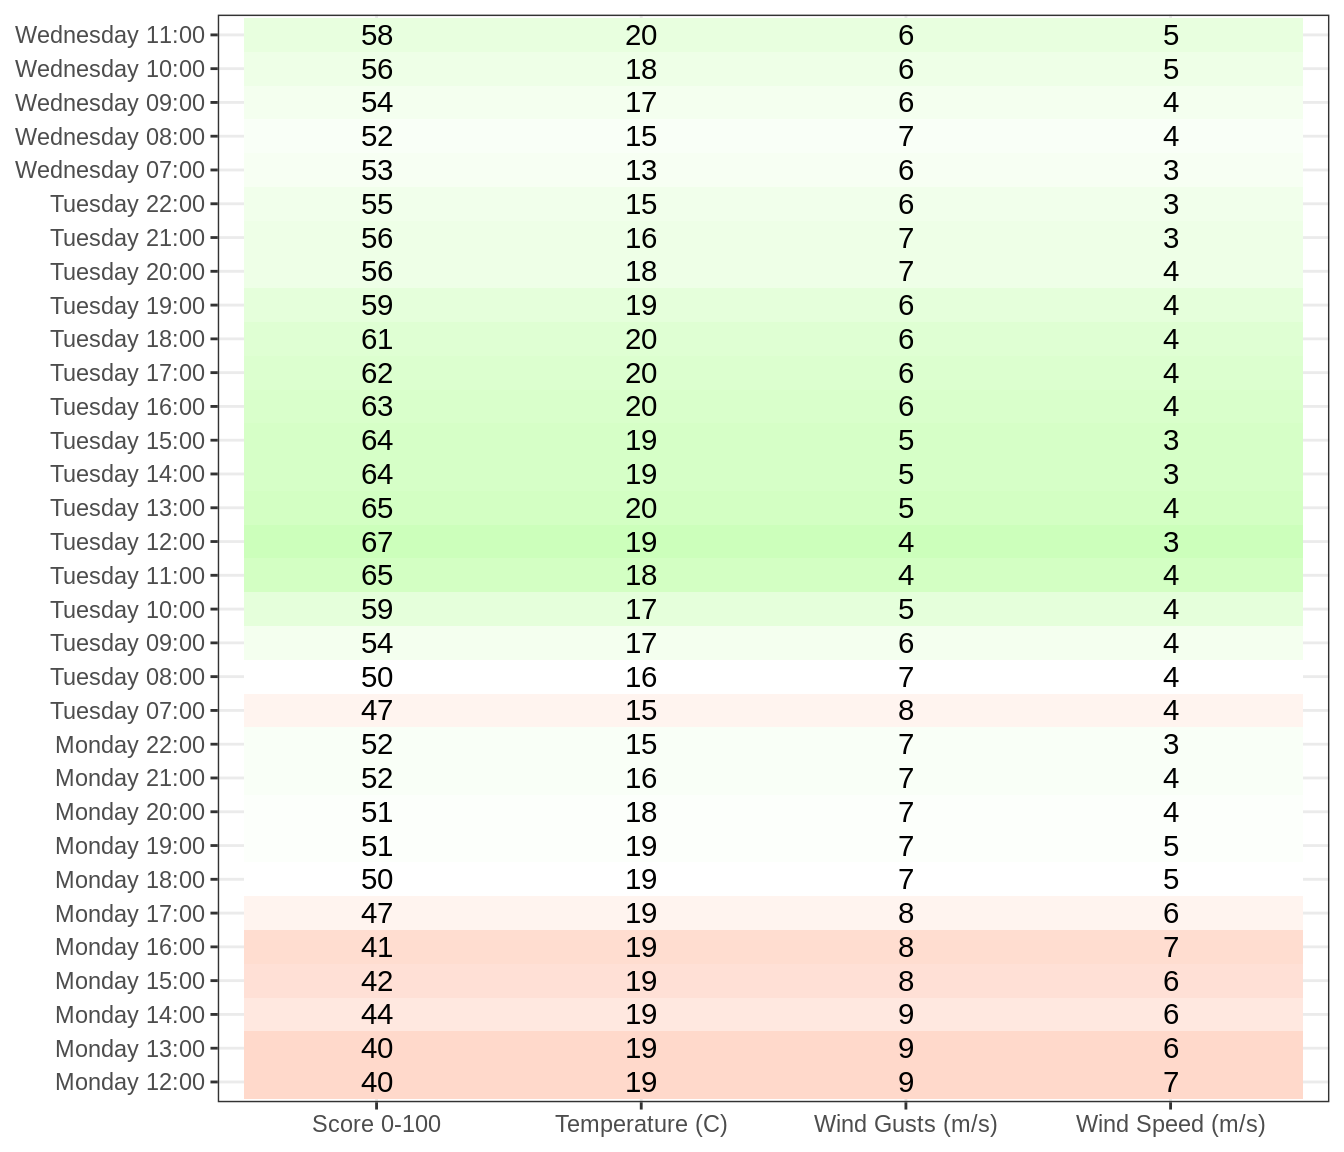 Wednesday 11:00 58 20 6 5
Wednesday 10:00 56 18 6 5
Wednesday 09:00 54 17 6 4
Wednesday 08:00 52 15 7 4
Wednesday 07:00 53 13 6 3
Tuesday 22:00 55 15 6 3
Tuesday 21:00 56 16 7 3
Tuesday 20:00 56 18 7 4
Tuesday 19:00 59 19 6 4
Tuesday 18:00 61 20 6 4
Tuesday 17:00 62 20 6 4
Tuesday 16:00 63 20 6 4
Tuesday 15:00 64 19 5 3
Tuesday 14:00 64 19 5 3
Tuesday 13:00 65 20 5 4
Tuesday 12:00 67 19 4 3
Tuesday 11:00 65 18 4 4
Tuesday 10:00 59 17 5 4
Tuesday 09:00 54 17 6 4
Tuesday 08:00 50 16 7 4
Tuesday 07:00 47 15 8 4
Monday 22:00 52 15 7 3
Monday 21:00 52 16 7 4
Monday 20:00 51 18 7 4
Monday 19:00 51 19 7 5
Monday 18:00 50 19 7 5
Monday 17:00 47 19 8 6
Monday 16:00 41 19 8 7
Monday 15:00 42 19 8 6
Monday 14:00 44 19 9 6
Monday 13:00 40 19 9 6
Monday 12:00 40 19 9 7
Score 0-100 Temperature (C) Wind Gusts (m/s) Wind Speed (m/s)